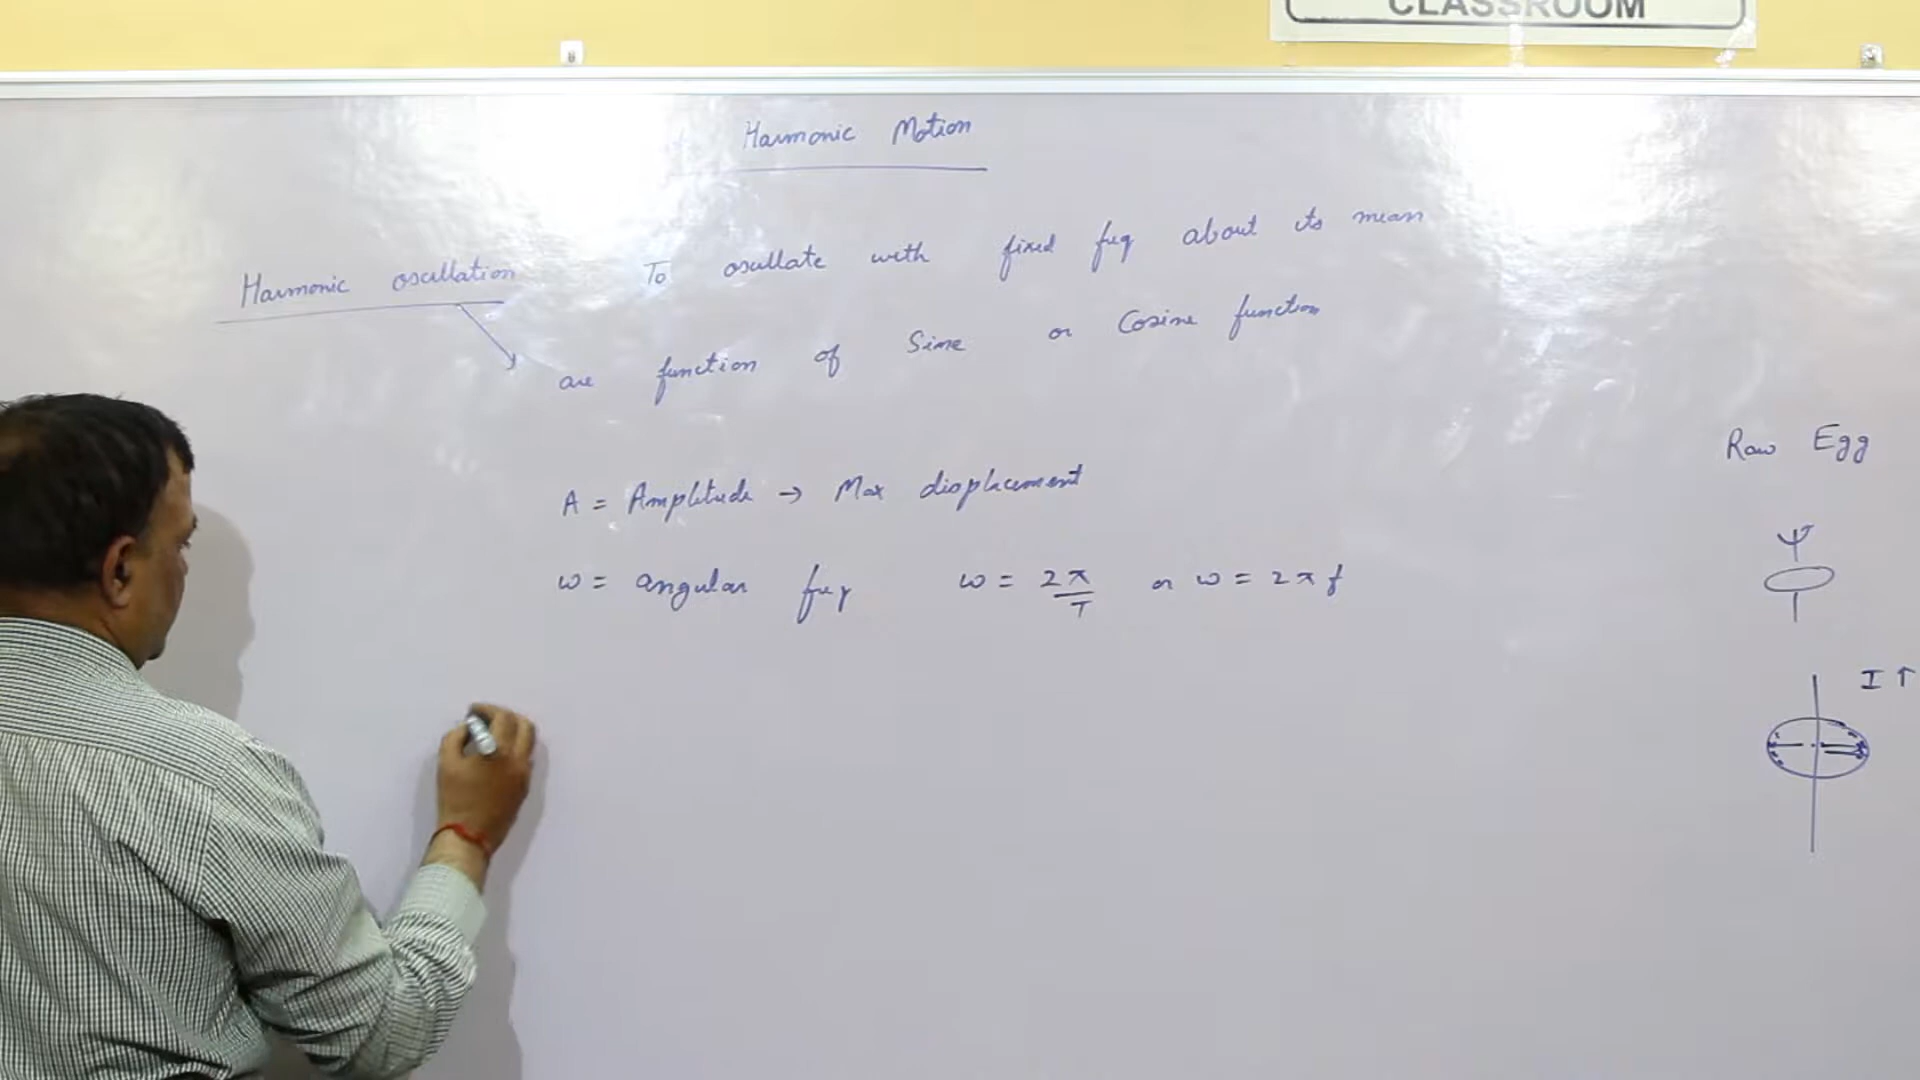 CLASSROOM
Harmonic Motion
Harmonic oscillation To oscillate with fixed freq about its mean
are function of Sine or Cosine function
A = Amplitude → Max displacement
ω = angular freq ω = 2π/T or ω = 2πf
Raw Egg
I ↑